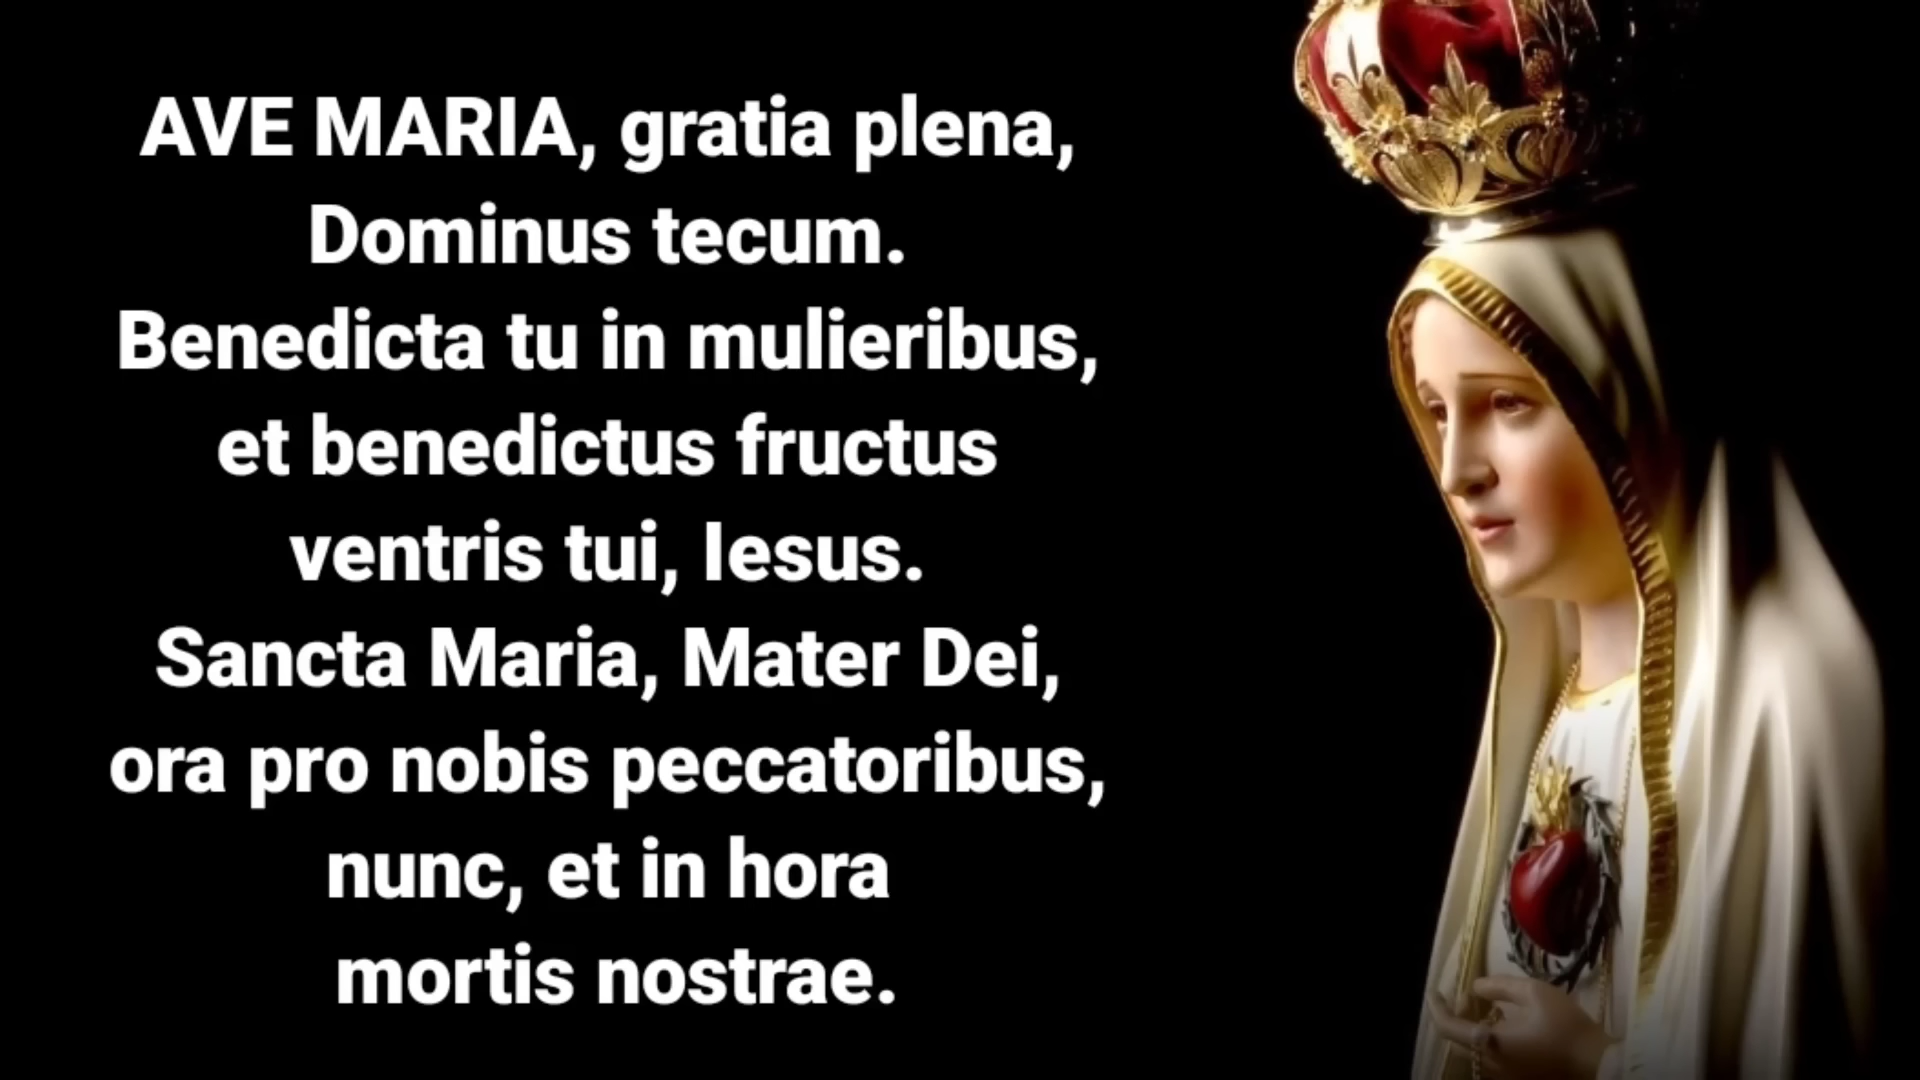 AVE MARIA, gratia plena,
Dominus tecum.
Benedicta tu in mulieribus,
et benedictus fructus
ventris tui, Iesus.
Sancta Maria, Mater Dei,
ora pro nobis peccatoribus,
nunc, et in hora
mortis nostrae.